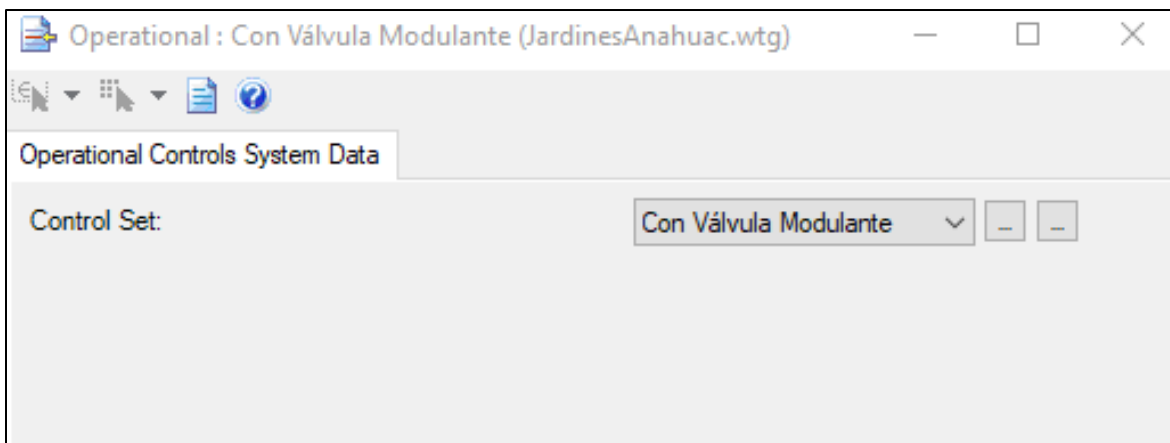 Operational : Con Válvula Modulante (JardinesAnahuac.wtg)
Operational Controls System Data
Control Set:
Con Válvula Modulante
... ...